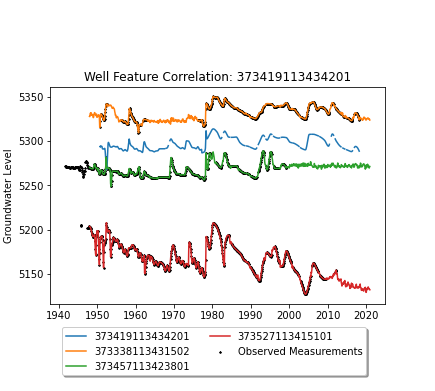 Well Feature Correlation: 373419113434201
Groundwater Level
5350
5300
5250
5200
5150
1940 1950 1960 1970 1980 1990 2000 2010 2020
373419113434201
373338113431502
373457113423801
373527113415101
Observed Measurements